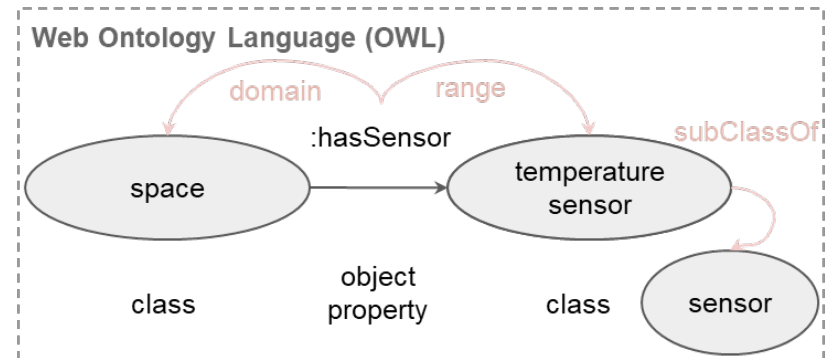 Web Ontology Language (OWL)
domain
range
:hasSensor
subClassOf
space
temperature
sensor
class
object
property
class
sensor